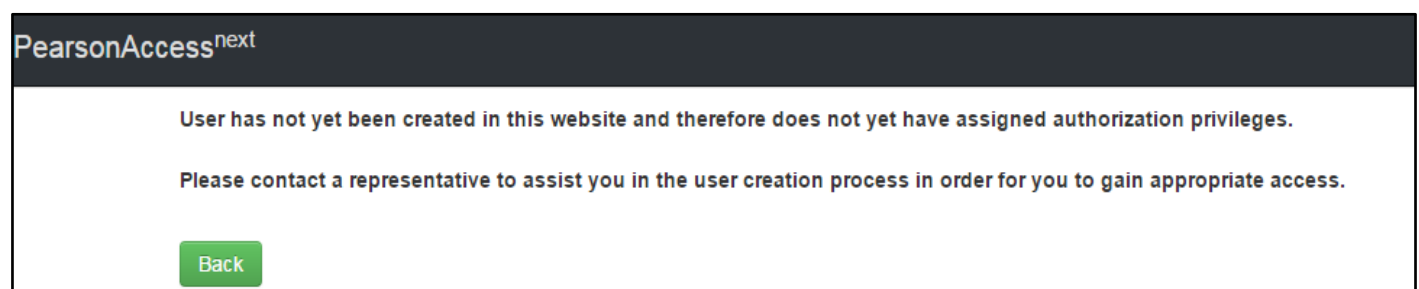 PearsonAccessnext
User has not yet been created in this website and therefore does not yet have assigned authorization privileges.
Please contact a representative to assist you in the user creation process in order for you to gain appropriate access.
Back